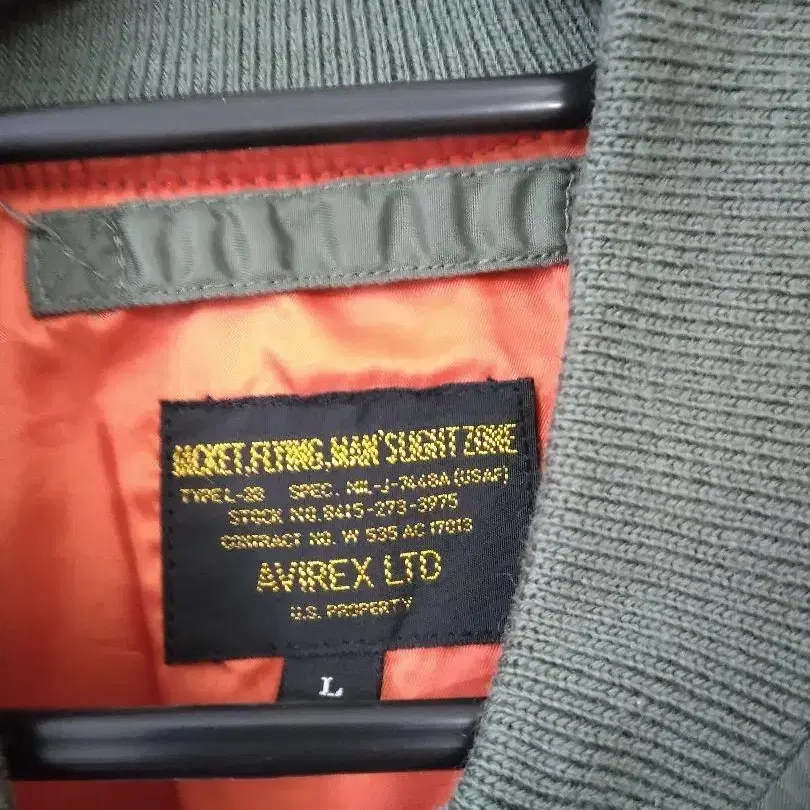 JACKET,FLYING,MAN'S LIGHT ZONE
TYPE L-2B SPEC. MIL-J-7448A (USAF)
STOCK NO. 8415-273-3975
CONTRACT NO. W 535 AC 17013
AVIREX LTD
U.S. PROPERTY
L